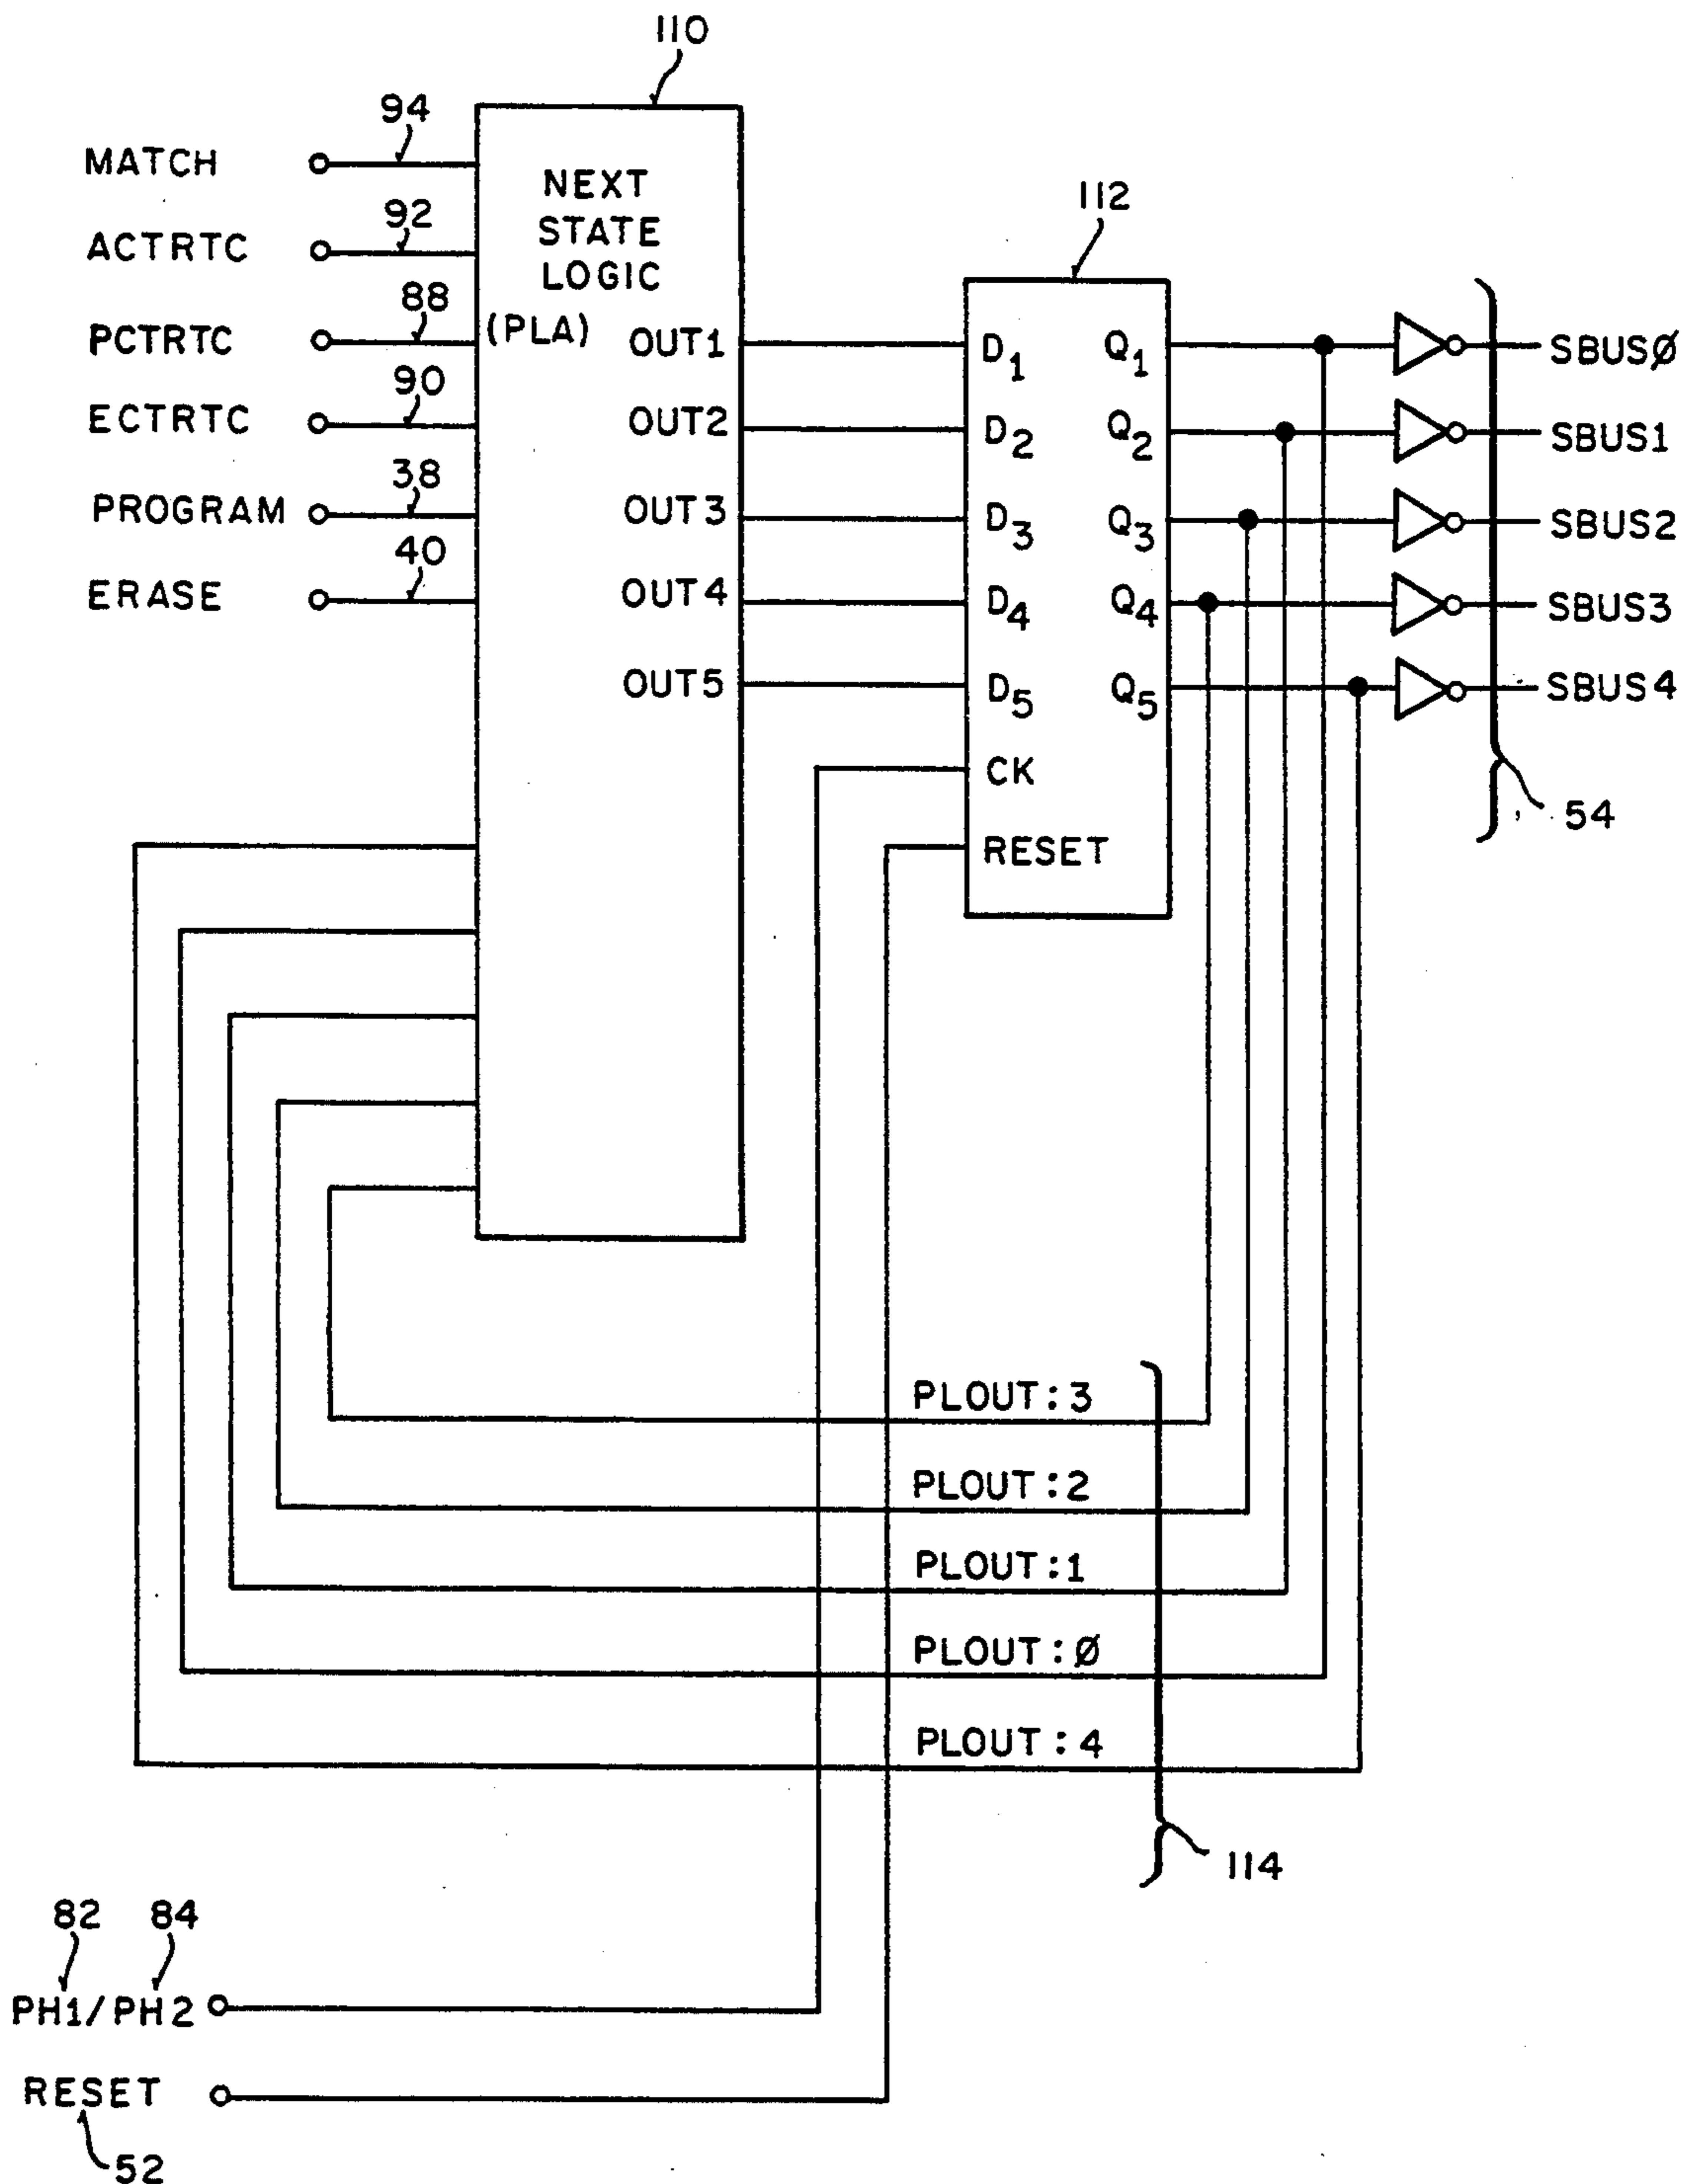 110
94
MATCH
NEXT
STATE
LOGIC
(PLA)
112
92
ACTRTC
88
PCTRTC
OUT1
D1
Q1
SBUSØ
90
ECTRTC
OUT2
D2
Q2
SBUS1
38
PROGRAM
OUT3
D3
Q3
SBUS2
40
ERASE
OUT4
D4
Q4
SBUS3
OUT5
D5
Q5
SBUS4
CK
54
RESET
PLOUT:3
PLOUT:2
PLOUT:1
PLOUT:Ø
PLOUT:4
114
82 84
PH1/PH2
RESET
52